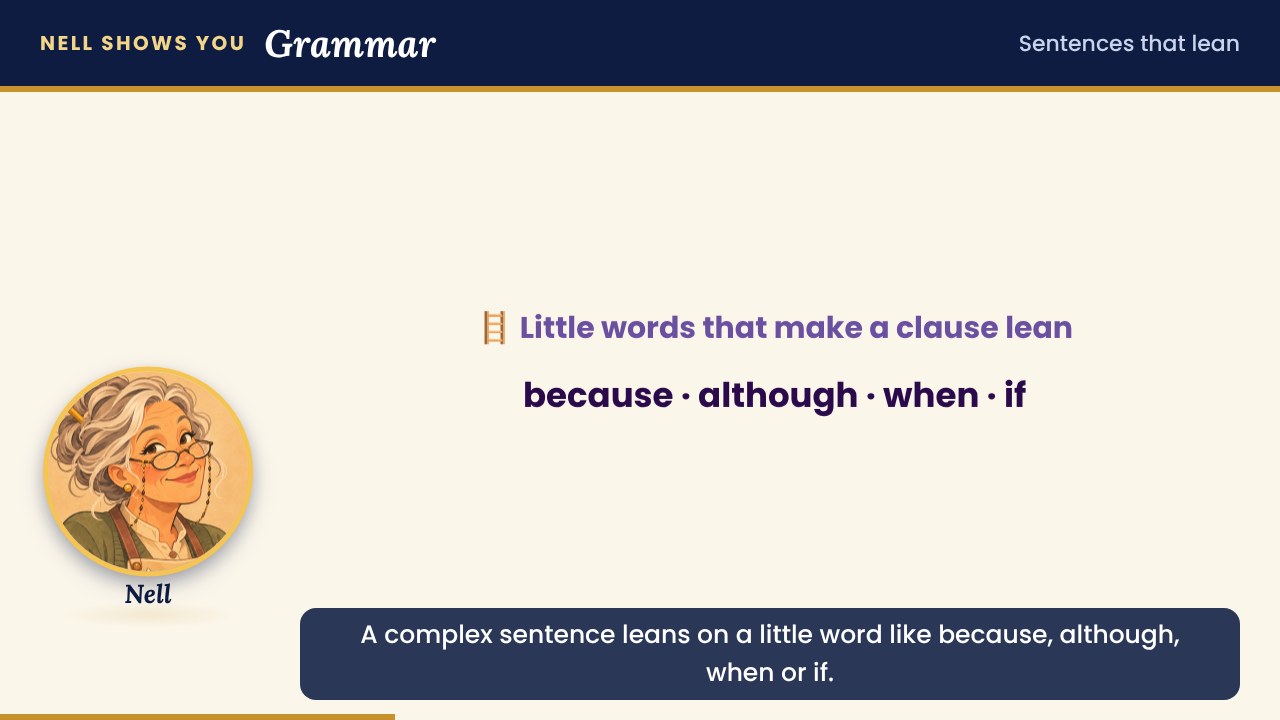 NELL SHOWS YOU Grammar
Sentences that lean
Little words that make a clause lean
because · although · when · if
Nell
A complex sentence leans on a little word like because, although,
when or if.